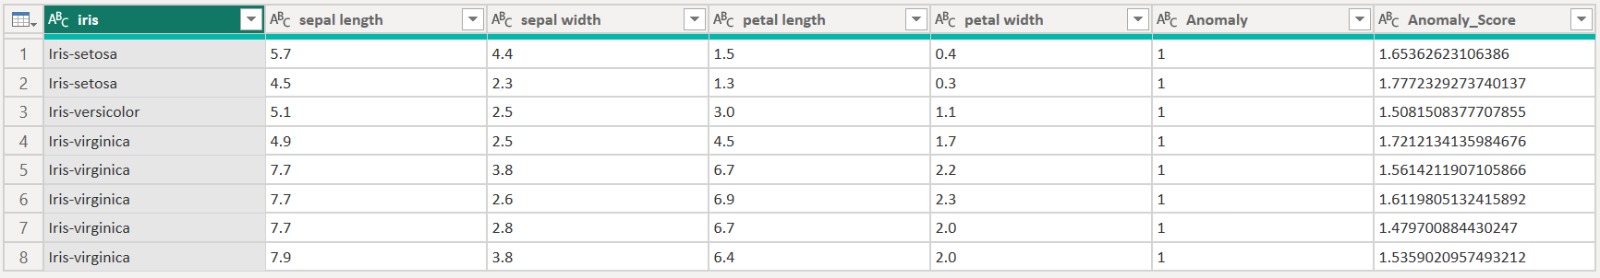 ABC iris ABC sepal length ABC sepal width ABC petal length ABC petal width ABC Anomaly ABC Anomaly_Score
1 Iris-setosa 5.7 4.4 1.5 0.4 1 1.65362623106386
2 Iris-setosa 4.5 2.3 1.3 0.3 1 1.7772329273740137
3 Iris-versicolor 5.1 2.5 3.0 1.1 1 1.5081508377707855
4 Iris-virginica 4.9 2.5 4.5 1.7 1 1.7212134135984676
5 Iris-virginica 7.7 3.8 6.7 2.2 1 1.5614211907105866
6 Iris-virginica 7.7 2.6 6.9 2.3 1 1.6119805132415892
7 Iris-virginica 7.7 2.8 6.7 2.0 1 1.479700884430247
8 Iris-virginica 7.9 3.8 6.4 2.0 1 1.5359020957493212